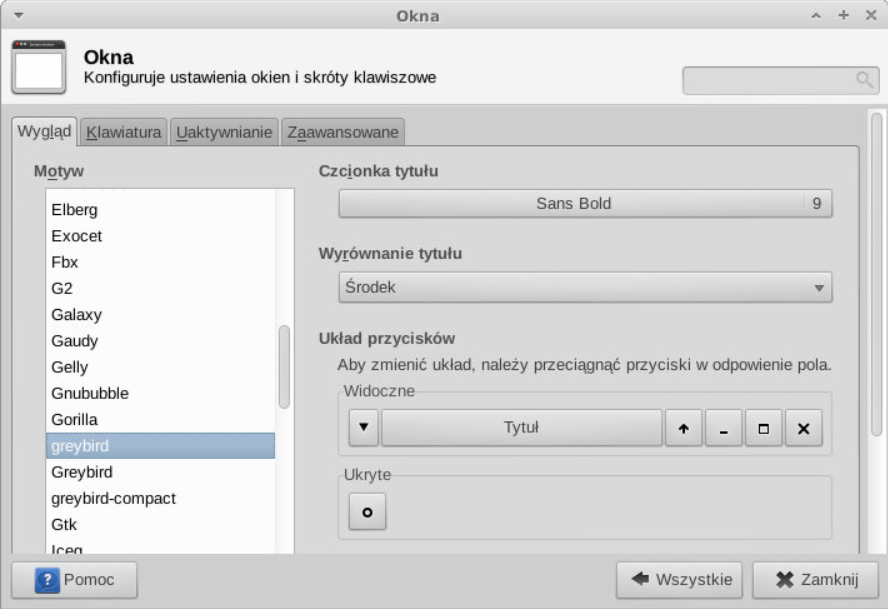 Okna
Okna
Konfiguruje ustawienia okien i skróty klawiszowe
Wygląd Klawiatura Uaktywnianie Zaawansowane
Motyw
Elberg
Exocet
Fbx
G2
Galaxy
Gaudy
Gelly
Gnububble
Gorilla
greybird
Greybird
greybird-compact
Gtk
Iceg
Czcionka tytułu
Sans Bold 9
Wyrównanie tytułu
Środek
Układ przycisków
Aby zmienić układ, należy przeciągnąć przyciski w odpowienie pola.
Widoczne
Tytuł
Ukryte
Pomoc
Wszystkie
Zamknij